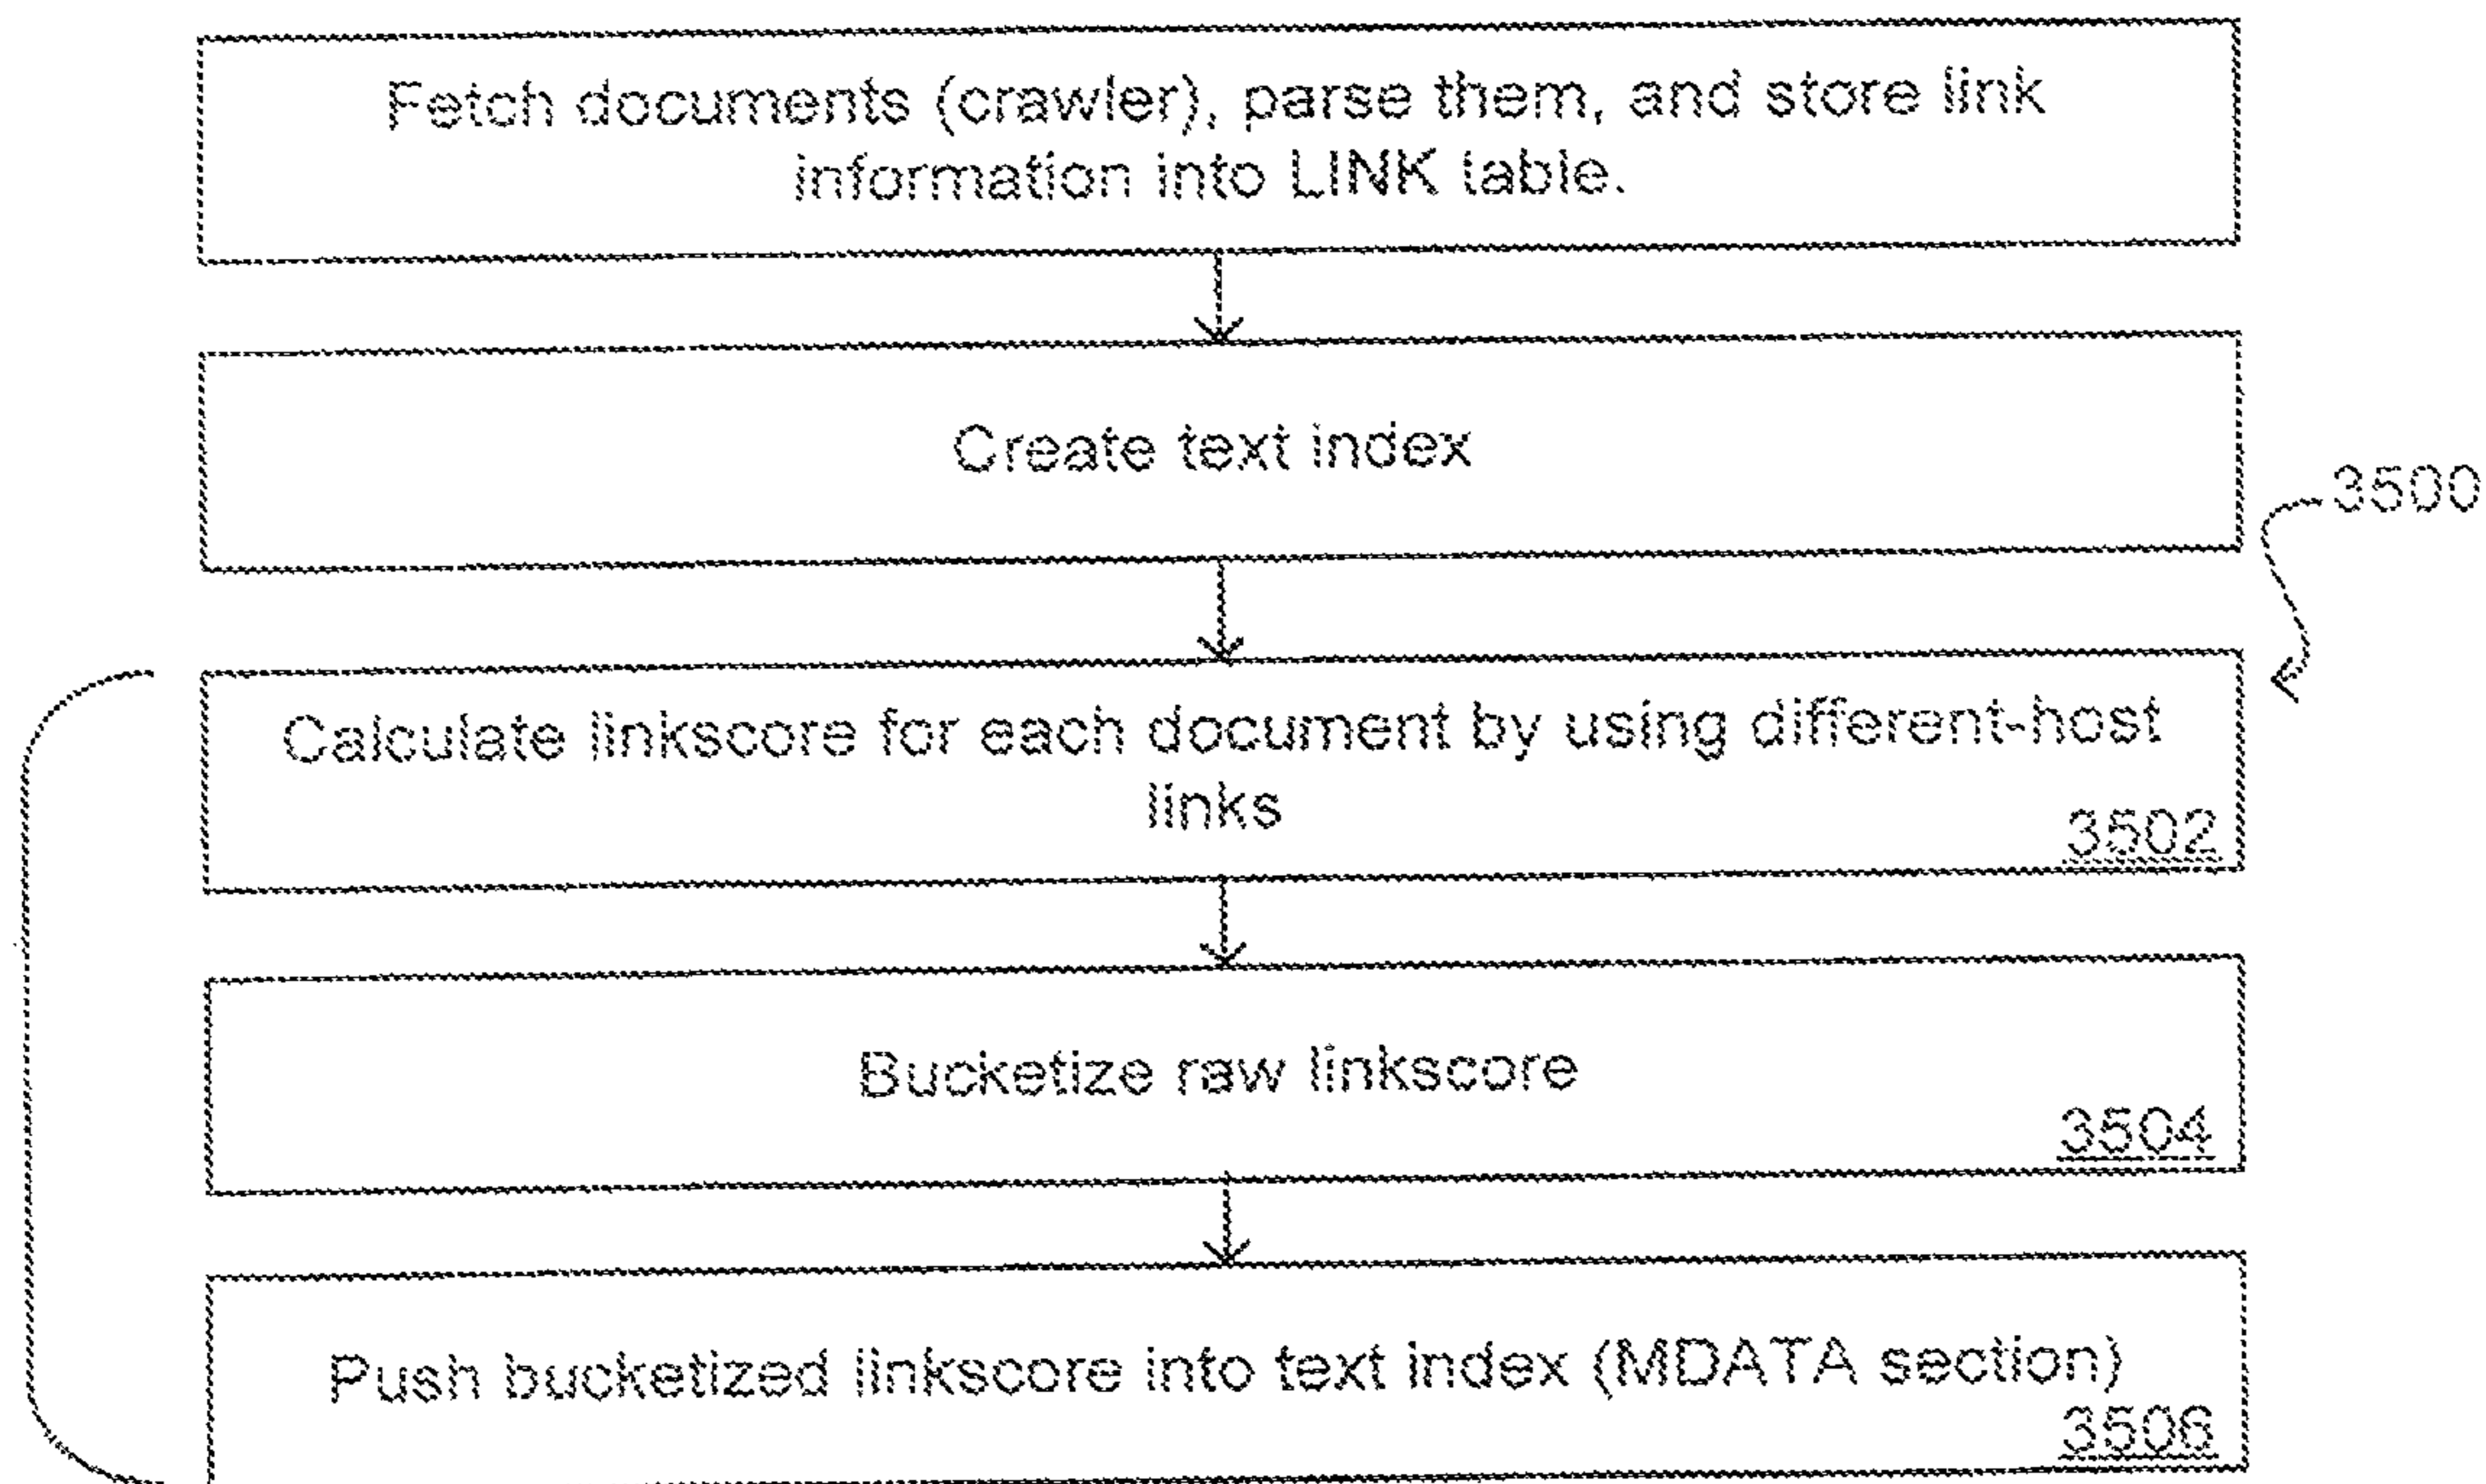 Fetch documents (crawler), parse them, and store link
information into LINK table.
Create text index
3500
Calculate linkscore for each document by using different-host
links
3502
Bucketize raw linkscore
3504
Push bucketized linkscore into text index (MDATA section)
3506